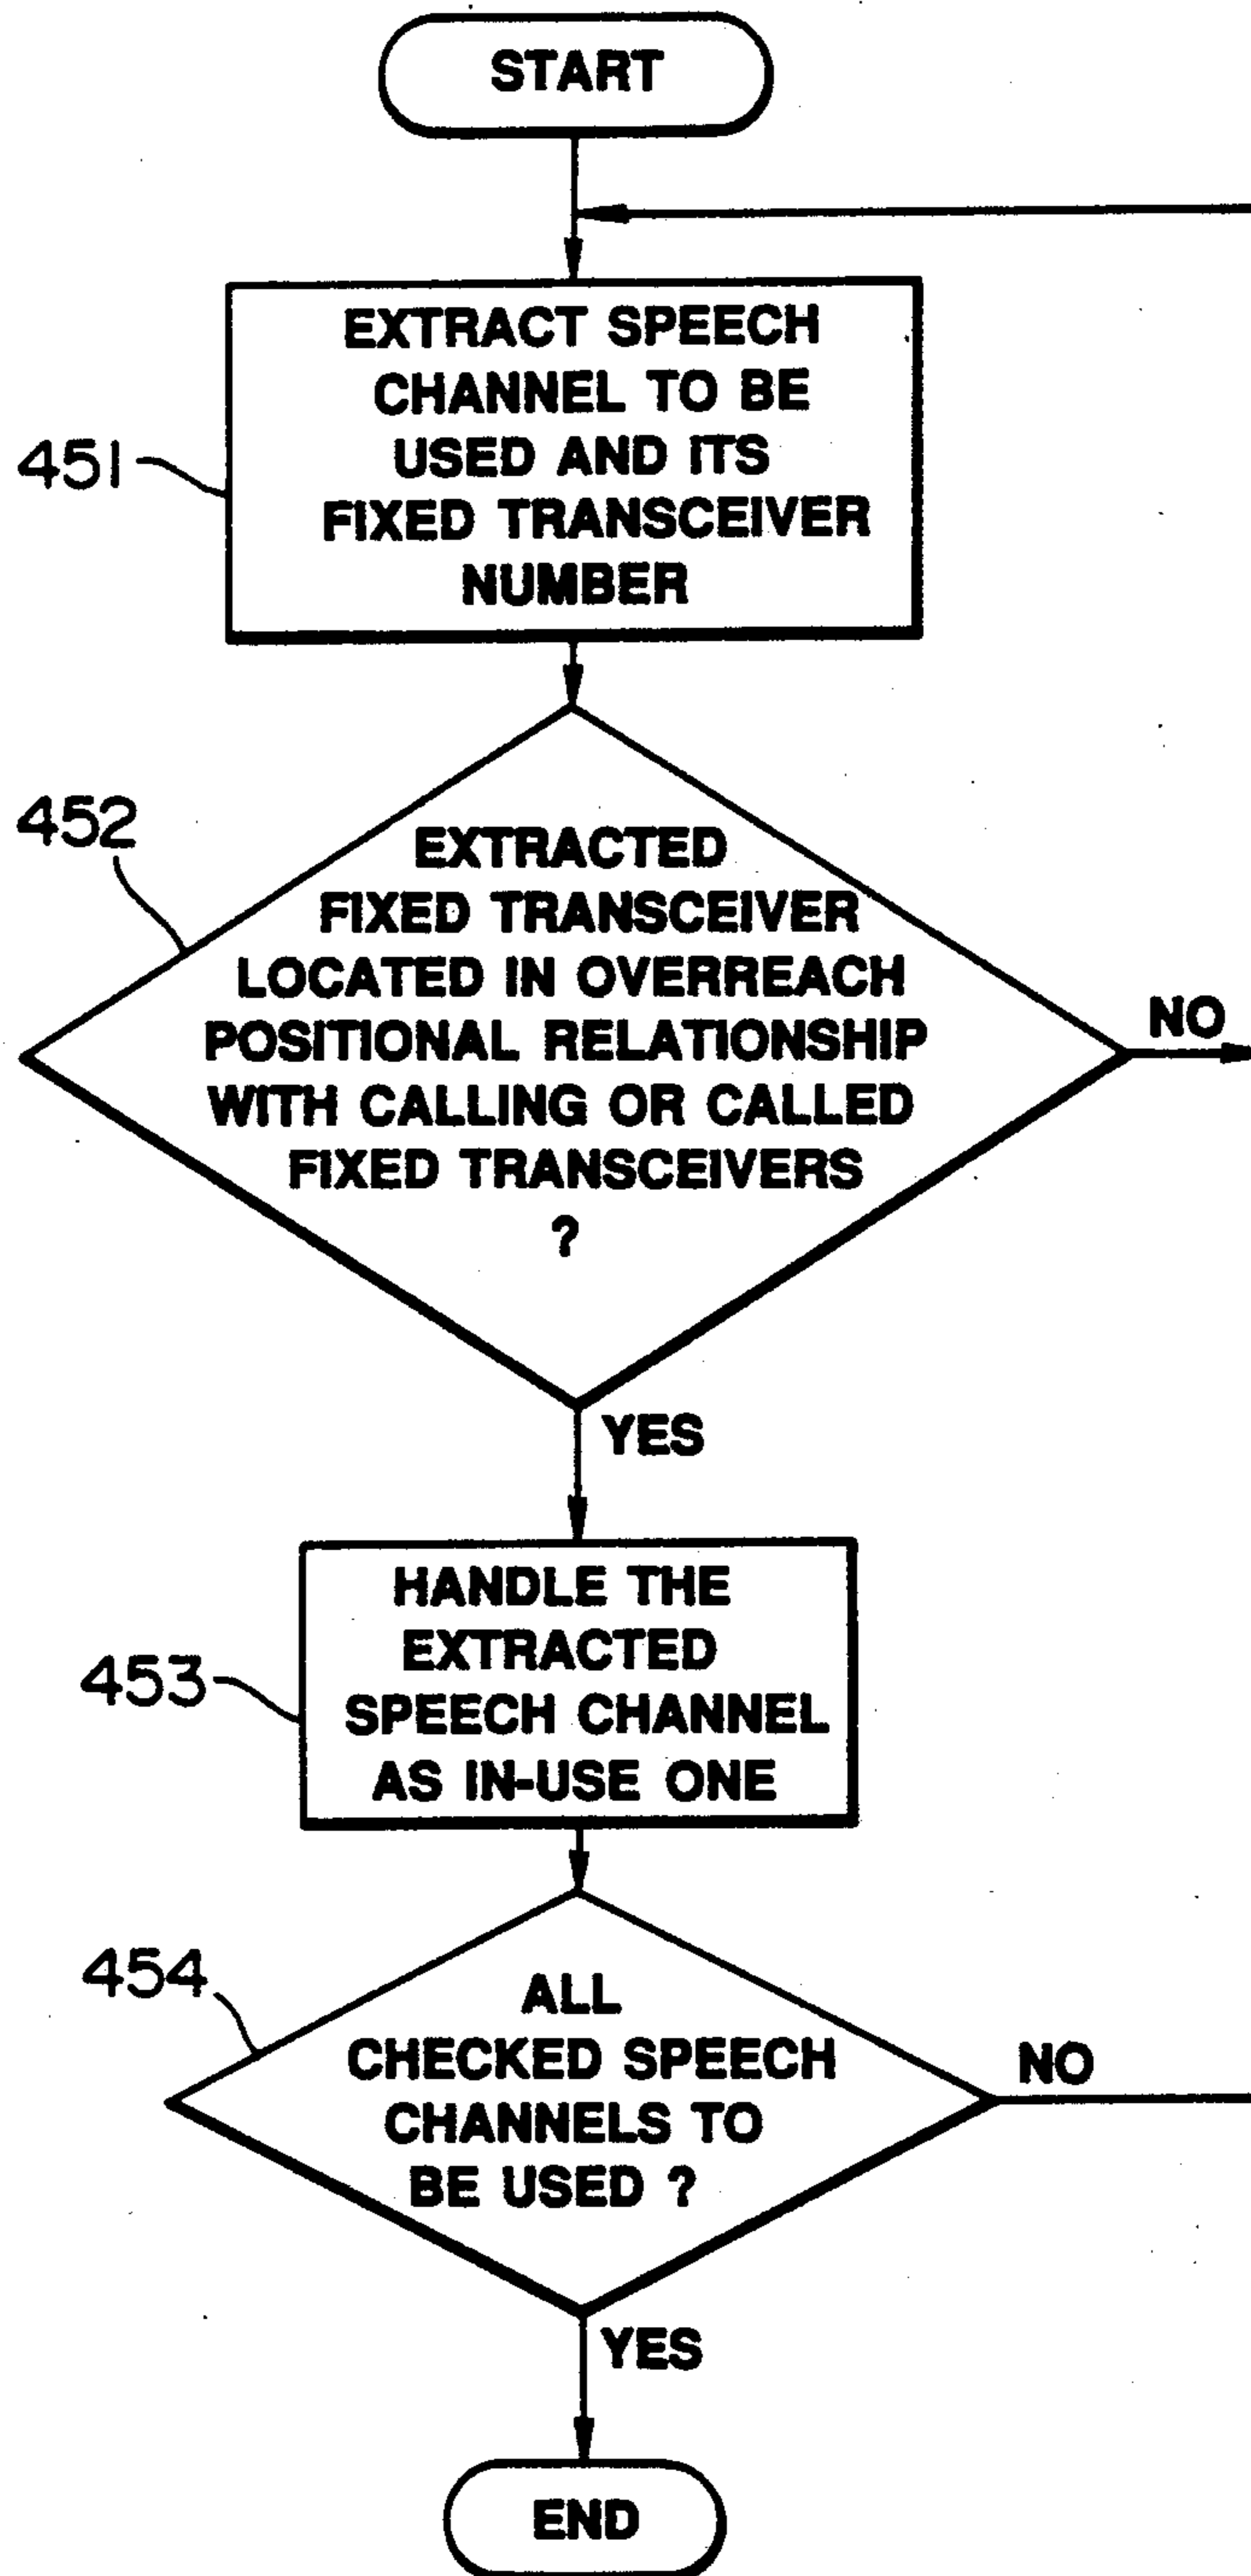 START
EXTRACT SPEECH
CHANNEL TO BE
USED AND ITS
FIXED TRANSCEIVER
NUMBER
451
452
EXTRACTED
FIXED TRANSCEIVER
LOCATED IN OVERREACH
POSITIONAL RELATIONSHIP
WITH CALLING OR CALLED
FIXED TRANSCEIVERS
?
NO
YES
HANDLE THE
EXTRACTED
SPEECH CHANNEL
AS IN-USE ONE
453
454
ALL
CHECKED SPEECH
CHANNELS TO
BE USED ?
NO
YES
END